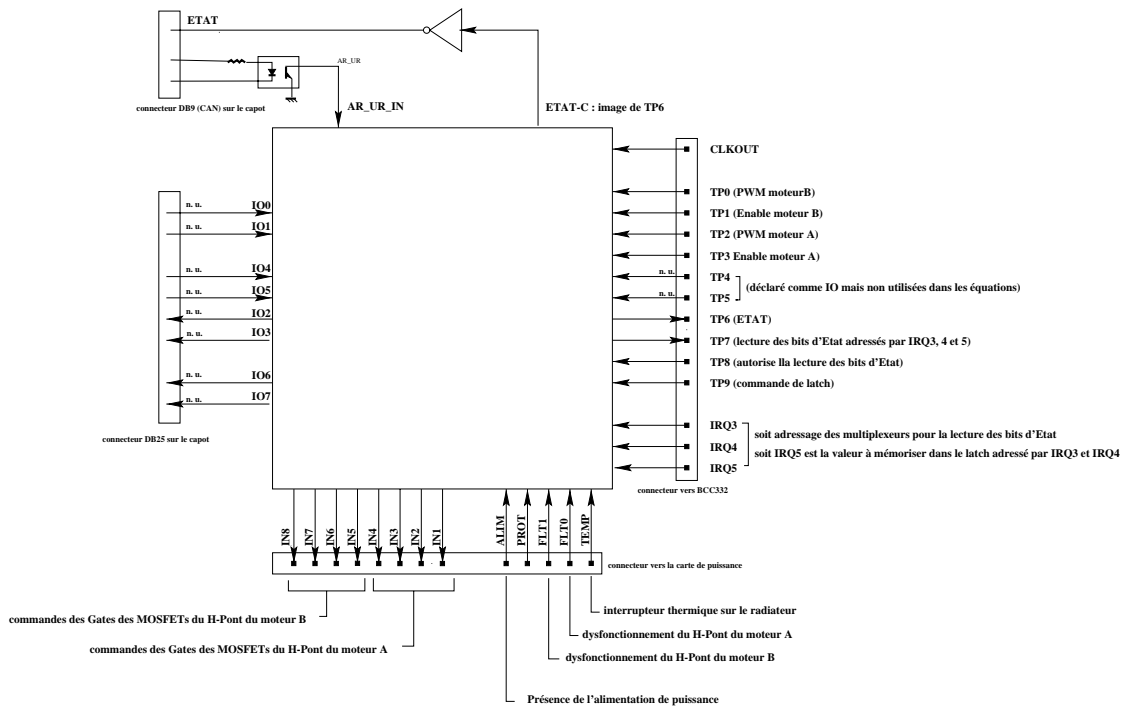 ETAT
AR_UR
connecteur DB9 (CAN) sur le capot
AR_UR_IN
ETAT-C : image de TP6
CLKOUT
TP0 (PWM moteurB)
TP1 (Enable moteur B)
TP2 (PWM moteur A)
TP3 Enable moteur A)
n. u.
TP4
n. u.
TP5
(déclaré comme IO mais non utilisées dans les équations)
TP6 (ETAT)
TP7 (lecture des bits d'Etat adressés par IRQ3, 4 et 5)
TP8 (autorise lla lecture des bits d'Etat)
TP9 (commande de latch)
n. u.
IO0
n. u.
IO1
n. u.
IO4
n. u.
IO5
n. u.
IO2
n. u.
IO3
n. u.
IO6
n. u.
IO7
connecteur DB25 sur le capot
IRQ3
IRQ4
IRQ5
soit adressage des multiplexeurs pour la lecture des bits d'Etat
soit IRQ5 est la valeur à mémoriser dans le latch adressé par IRQ3 et IRQ4
connecteur vers BCC332
IN8
IN7
IN6
IN5
IN4
IN3
IN2
IN1
ALIM
PROT
FLT1
FLT0
TEMP
connecteur vers la carte de puissance
commandes des Gates des MOSFETs du H-Pont du moteur B
commandes des Gates des MOSFETs du H-Pont du moteur A
interrupteur thermique sur le radiateur
dysfonctionnement du H-Pont du moteur A
dysfonctionnement du H-Pont du moteur B
Présence de l'alimentation de puissance